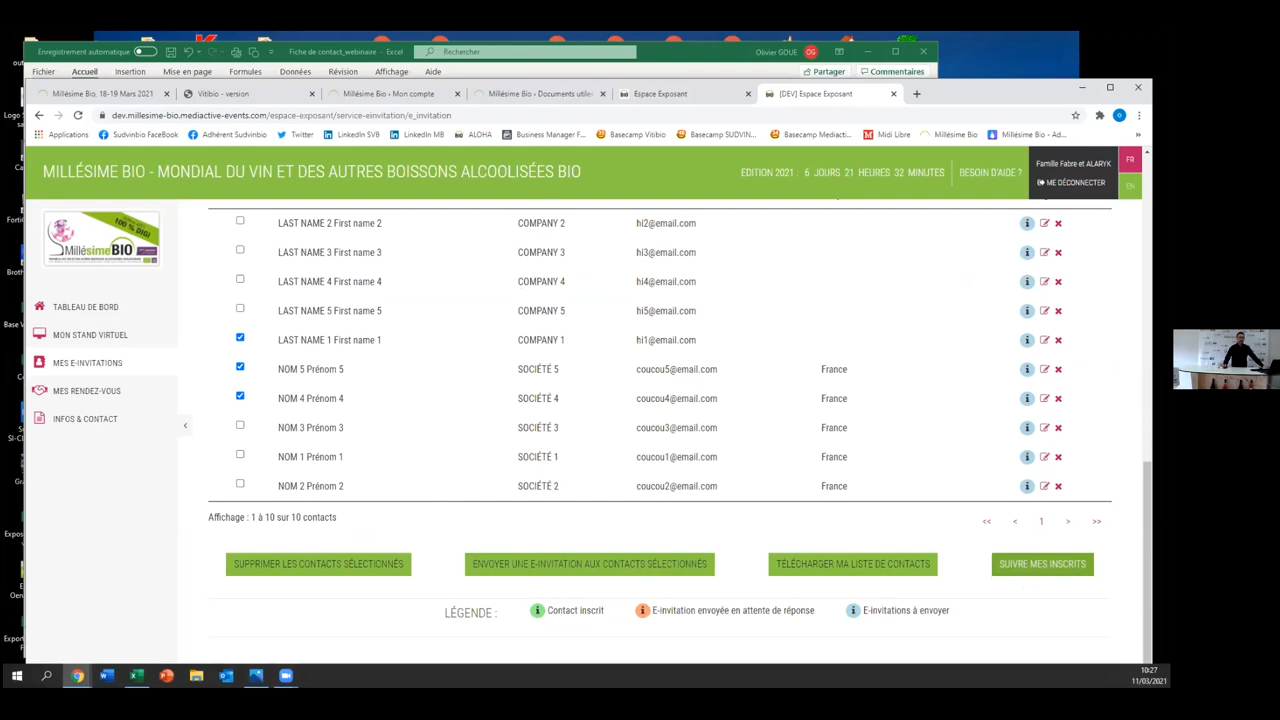 Enregistrement automatique
Fiche de contact_webinaire - Excel
Rechercher
Olivier GOUE
OG
Fichier Accueil Insertion Mise en page Formules Données Révision Affichage Aide
Partager Commentaires
Millésime Bio, 18-19 Mars 2021
Vitibio - version
Millésime Bio › Mon compte
Millésime Bio › Documents utiles
Espace Exposant
[DEV] Espace Exposant
dev.millesime-bio.mediactive-events.com/espace-exposant/service-einvitation/e_invitation
Applications Sudvinbio FaceBook Adhérent Sudvinbio Twitter LinkedIn SVB LinkedIn MB ALOHA Business Manager F... Basecamp Vitibio Basecamp SUDVIN... Basecamp Mediacti... Midi Libre Millésime Bio Millésime Bio - Ad...
MILLÉSIME BIO - MONDIAL DU VIN ET DES AUTRES BOISSONS ALCOOLISÉES BIO
EDITION 2021 : 6 JOURS 21 HEURES 32 MINUTES
BESOIN D'AIDE ?
Famille Fabre et ALARYK
ME DÉCONNECTER
FR
EN
100 % DIGI
MillésimeBIO
TABLEAU DE BORD
MON STAND VIRTUEL
MES E-INVITATIONS
MES RENDEZ-VOUS
INFOS & CONTACT
LAST NAME 2 First name 2 COMPANY 2 hi2@email.com
LAST NAME 3 First name 3 COMPANY 3 hi3@email.com
LAST NAME 4 First name 4 COMPANY 4 hi4@email.com
LAST NAME 5 First name 5 COMPANY 5 hi5@email.com
LAST NAME 1 First name 1 COMPANY 1 hi1@email.com
NOM 5 Prénom 5 SOCIÉTÉ 5 coucou5@email.com France
NOM 4 Prénom 4 SOCIÉTÉ 4 coucou4@email.com France
NOM 3 Prénom 3 SOCIÉTÉ 3 coucou3@email.com France
NOM 1 Prénom 1 SOCIÉTÉ 1 coucou1@email.com France
NOM 2 Prénom 2 SOCIÉTÉ 2 coucou2@email.com France
Affichage : 1 à 10 sur 10 contacts
<< < 1 > >>
SUPPRIMER LES CONTACTS SÉLECTIONNÉS
ENVOYER UNE E-INVITATION AUX CONTACTS SÉLECTIONNÉS
TÉLÉCHARGER MA LISTE DE CONTACTS
SUIVRE MES INSCRITS
LÉGENDE :
Contact inscrit
E-invitation envoyée en attente de réponse
E-invitations à envoyer
10:27
11/03/2021